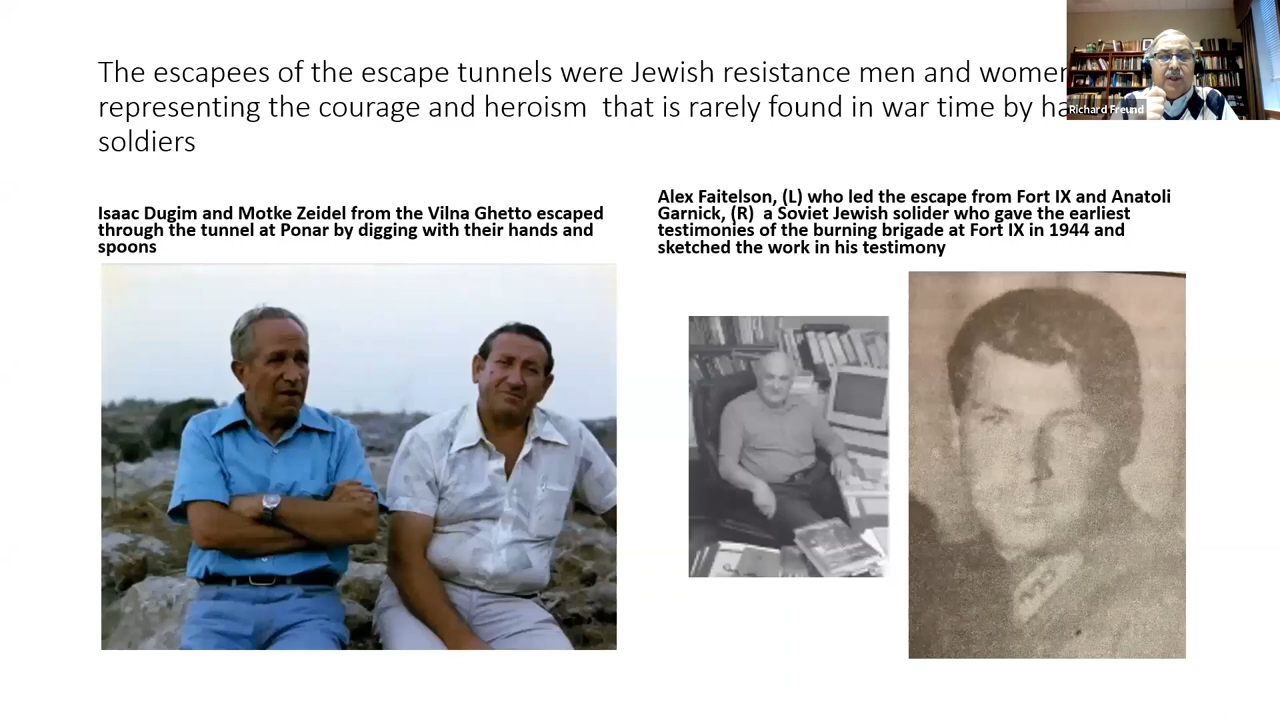 The escapees of the escape tunnels were Jewish resistance men and women
representing the courage and heroism  that is rarely found in war time by
soldiers
Richard Freund
Isaac Dugim and Motke Zeidel from the Vilna Ghetto escaped
through the tunnel at Ponar by digging with their hands and
spoons
Alex Faitelson, (L) who led the escape from Fort IX and Anatoli
Garnick, (R)  a Soviet Jewish solider who gave the earliest
testimonies of the burning brigade at Fort IX in 1944 and
sketched the work in his testimony